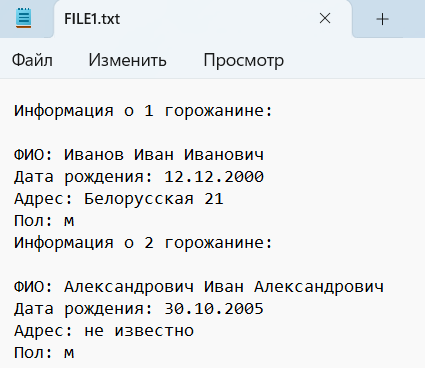 FILE1.txt
Файл Изменить Просмотр
Информация о 1 горожанине:
ФИО: Иванов Иван Иванович
Дата рождения: 12.12.2000
Адрес: Белорусская 21
Пол: м
Информация о 2 горожанине:
ФИО: Александрович Иван Александрович
Дата рождения: 30.10.2005
Адрес: не известно
Пол: м